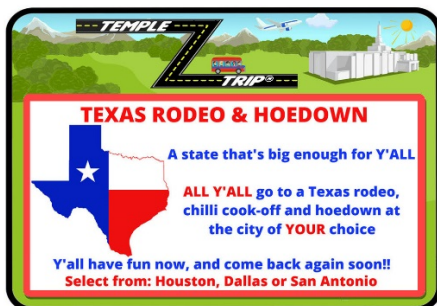 TEMPLE
TRIP©
TEXAS RODEO & HOEDOWN
A state that's big enough for Y'ALL
ALL Y'ALL go to a Texas rodeo,
chilli cook-off and hoedown at
the city of YOUR choice
Y'all have fun now, and come back again soon!!
Select from: Houston, Dallas or San Antonio